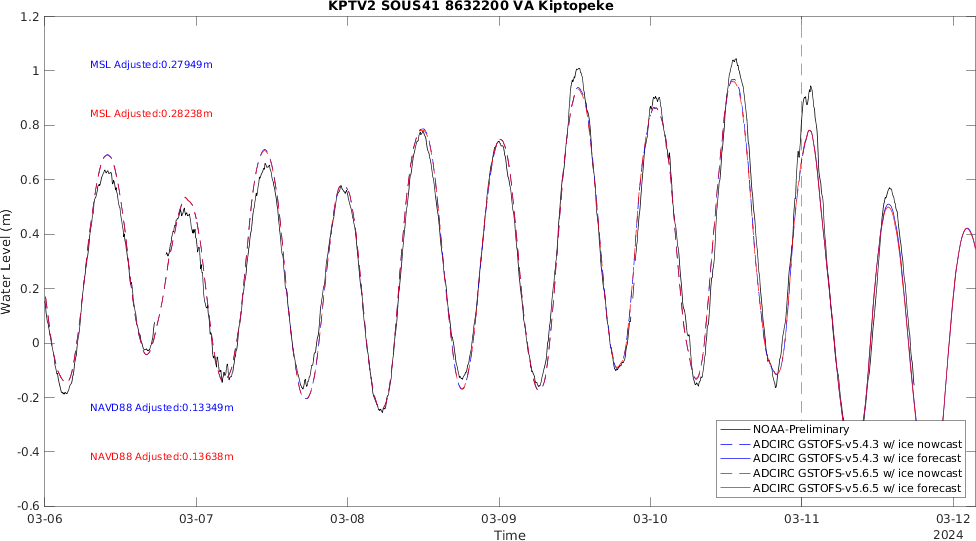 KPTV2 SOUS41 8632200 VA Kiptopeke
1.2
1
0.8
0.6
0.4
0.2
0
-0.2
-0.4
-0.6
Water Level (m)
MSL Adjusted:0.27949m
MSL Adjusted:0.28238m
NAVD88 Adjusted:0.13349m
NAVD88 Adjusted:0.13638m
NOAA-Preliminary
ADCIRC GSTOFS-v5.4.3 w/ ice nowcast
ADCIRC GSTOFS-v5.4.3 w/ ice forecast
ADCIRC GSTOFS-v5.6.5 w/ ice nowcast
ADCIRC GSTOFS-v5.6.5 w/ ice forecast
03-06 03-07 03-08 03-09 03-10 03-11 03-12
Time
2024